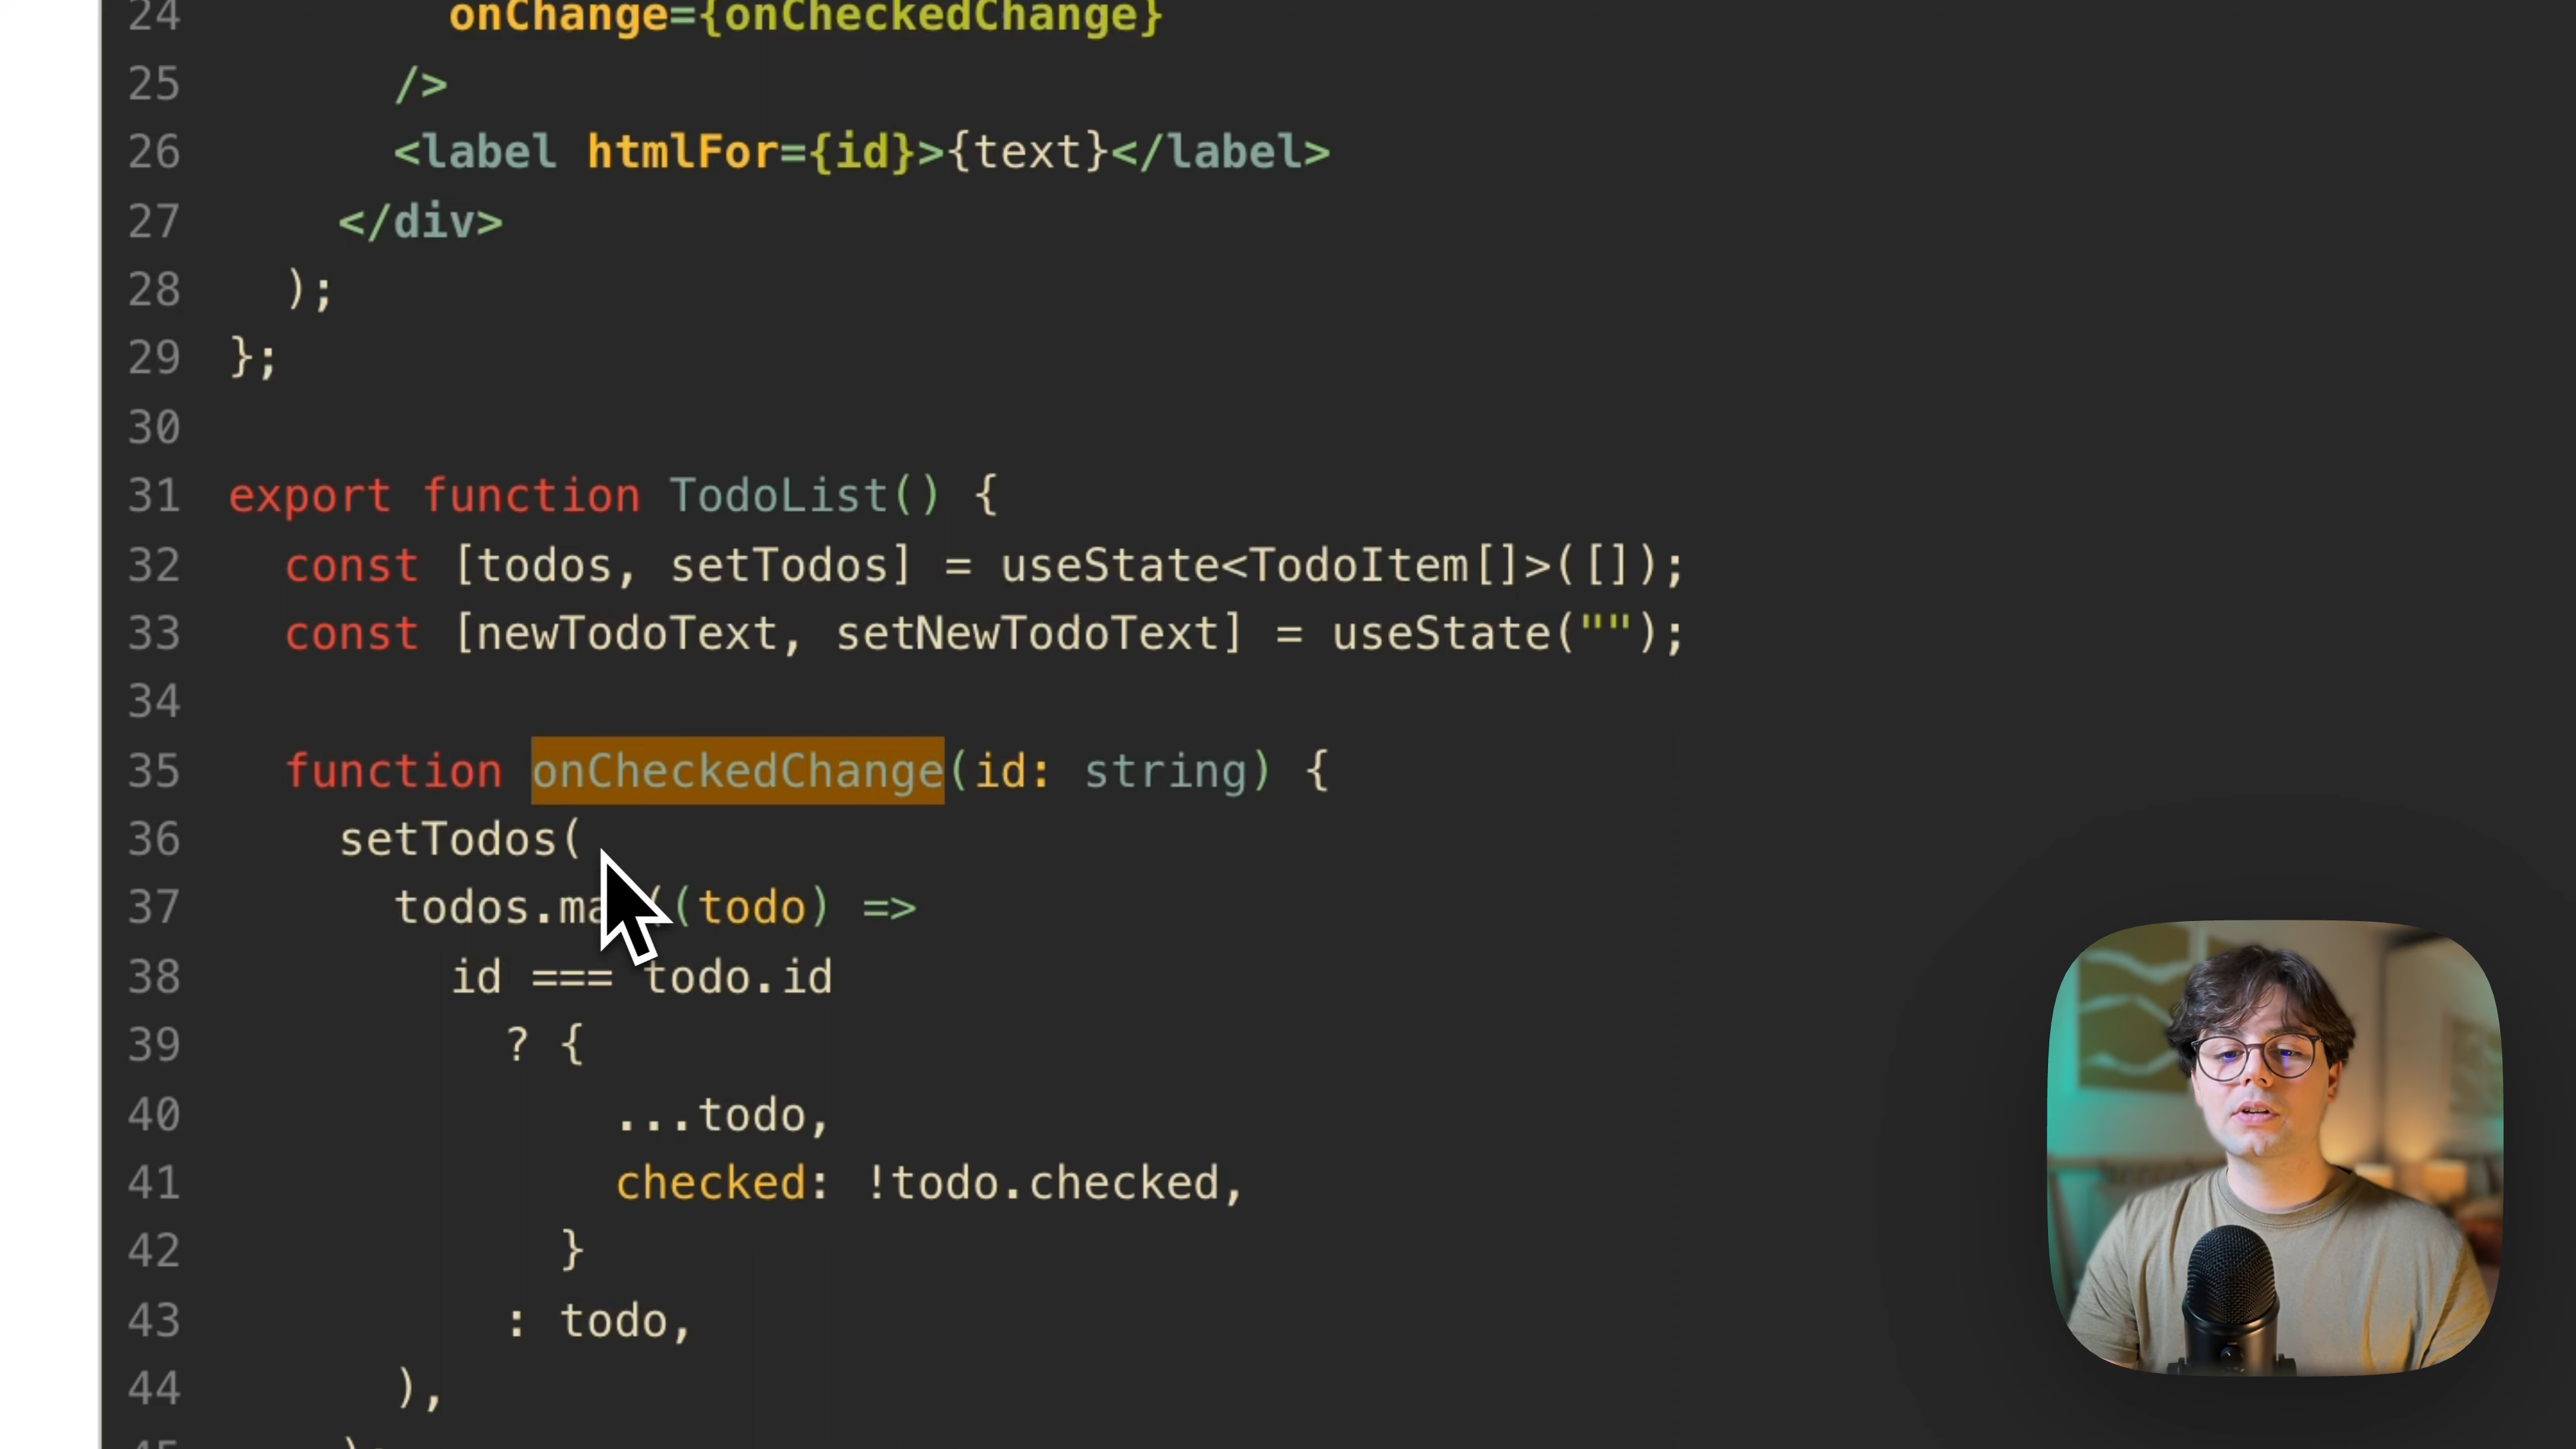 24 onChange={onCheckedChange}
25 />
26 <label htmlFor={id}>{text}</label>
27 </div>
28 );
29 };
30
31 export function TodoList() {
32 const [todos, setTodos] = useState<TodoItem[]>([]);
33 const [newTodoText, setNewTodoText] = useState("");
34
35 function onCheckedChange(id: string) {
36 setTodos(
37 todos.ma ((todo) =>
38 id === todo.id
39 ? {
40 ...todo,
41 checked: !todo.checked,
42 }
43 : todo,
44 ),